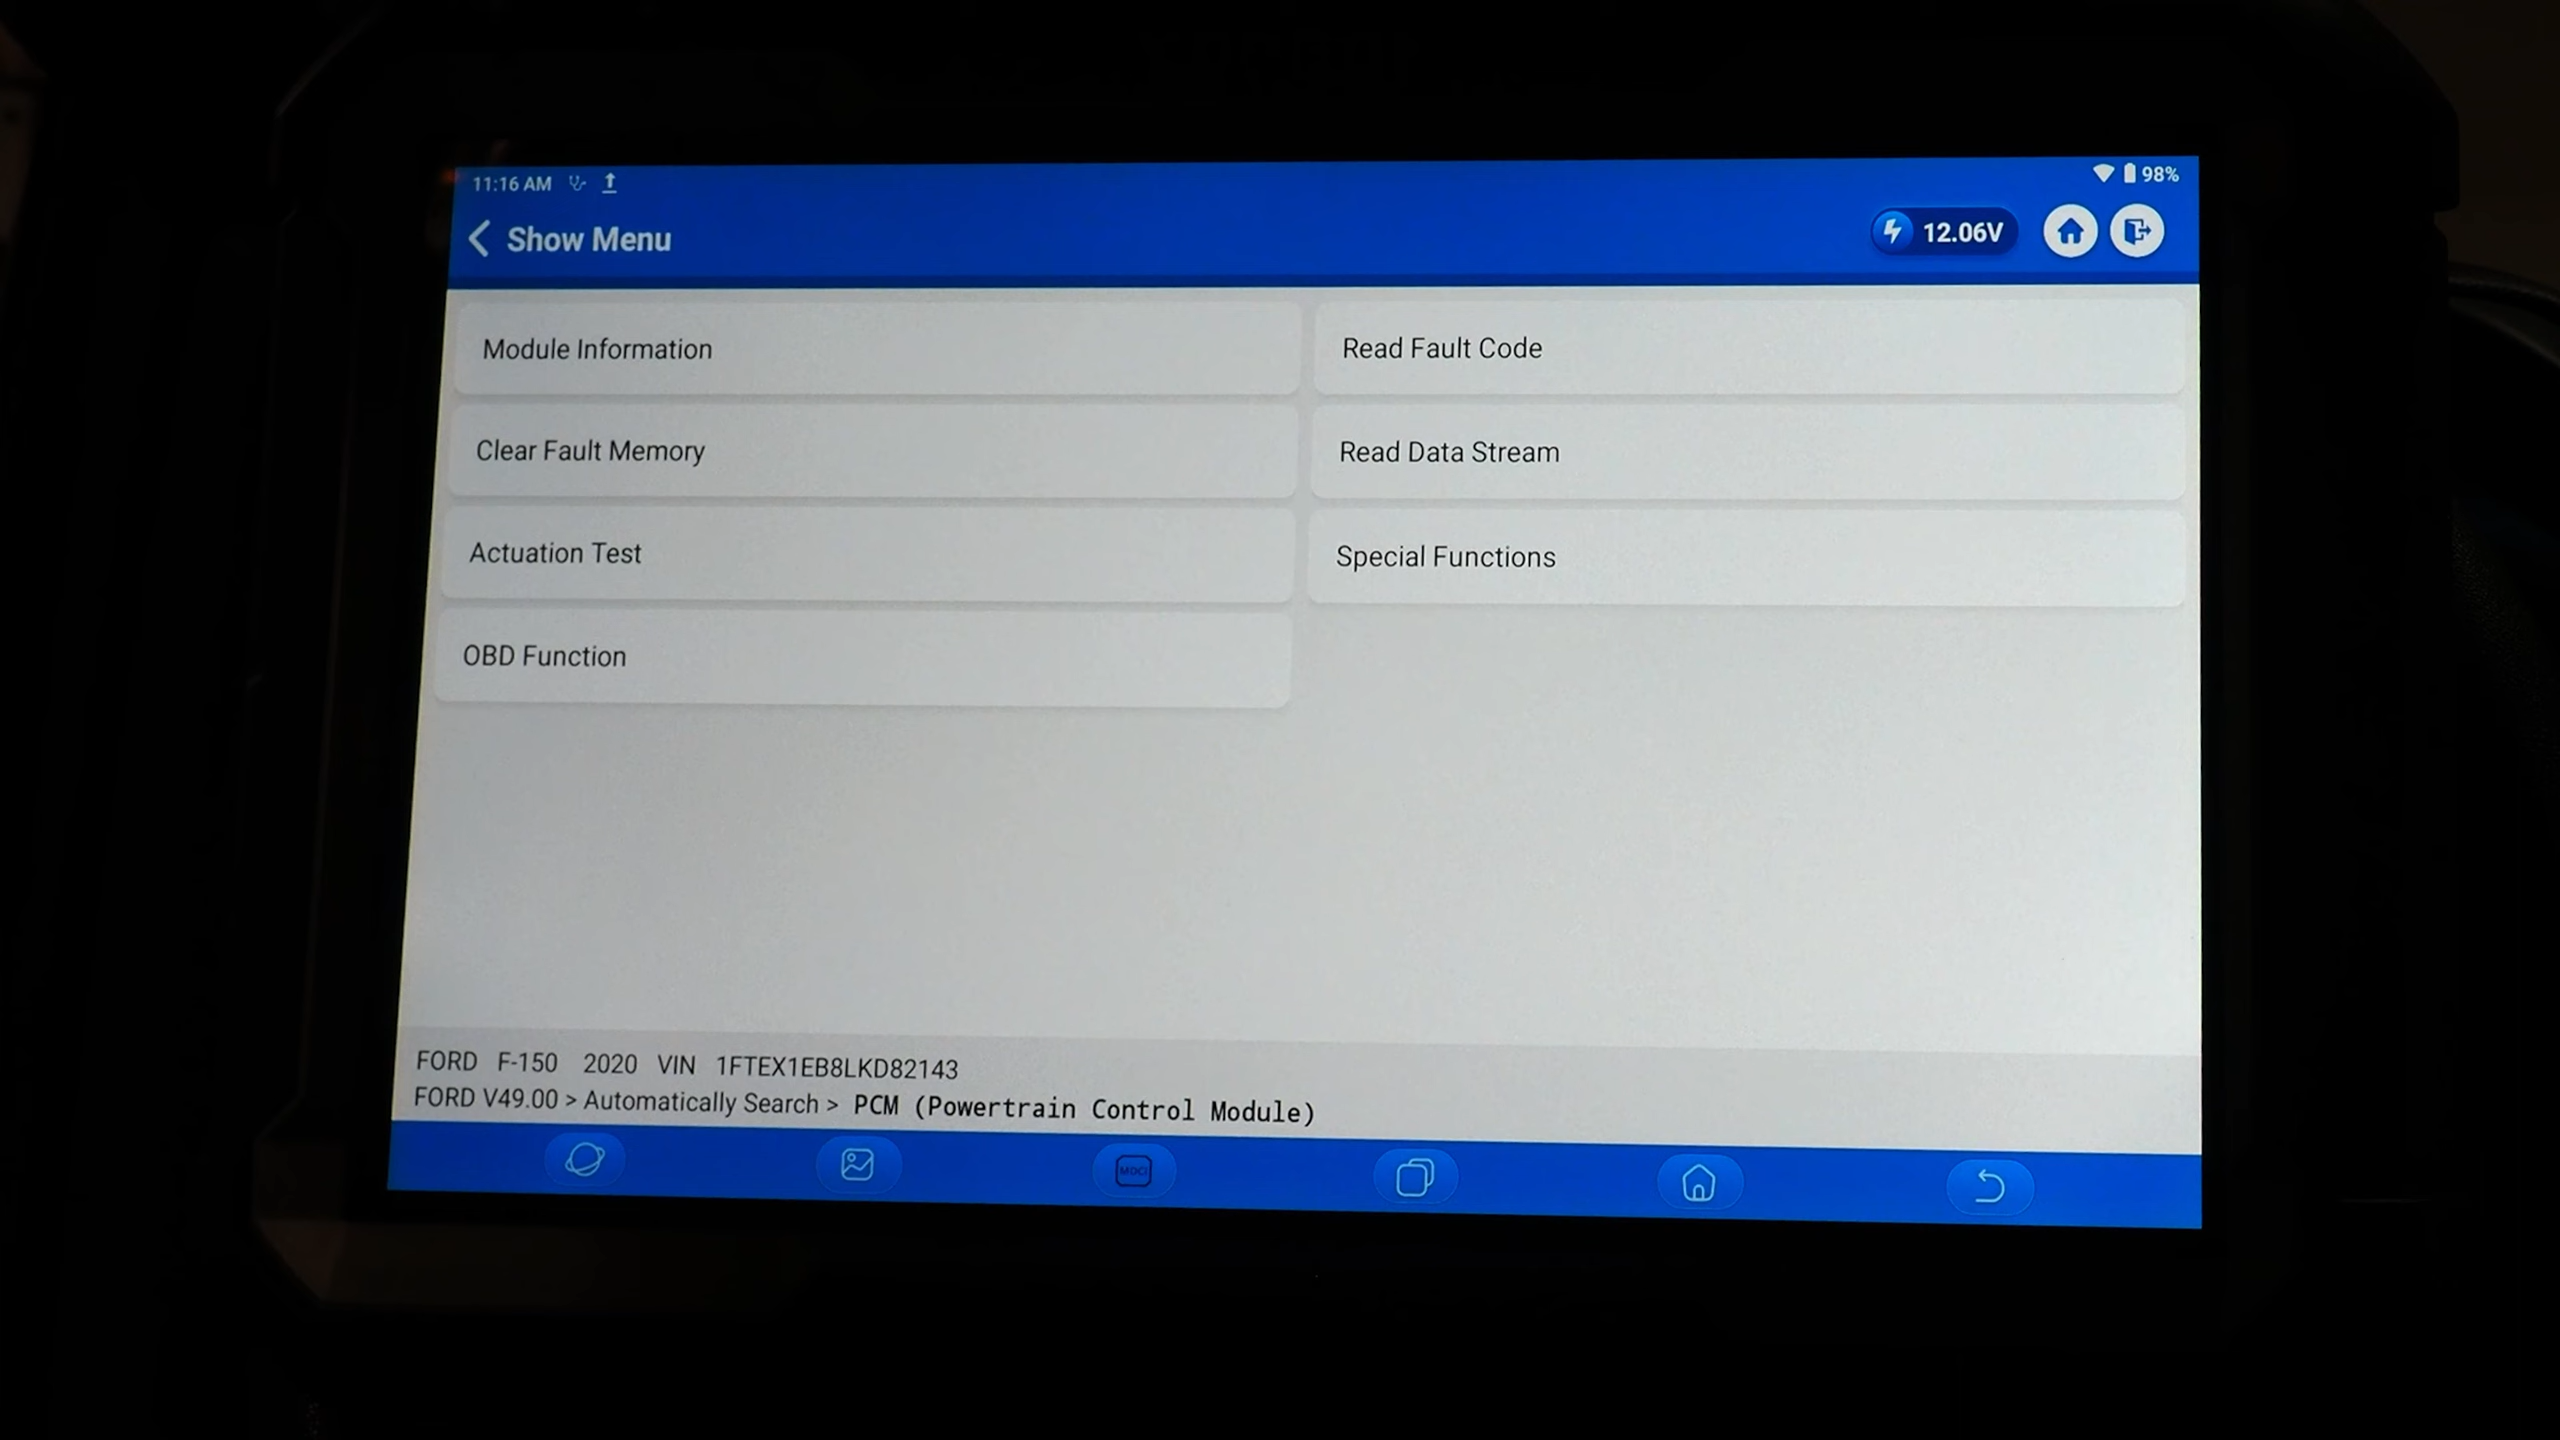 11:16 AM
98%
Show Menu
12.06V
Module Information
Read Fault Code
Clear Fault Memory
Read Data Stream
Actuation Test
Special Functions
OBD Function
FORD F-150 2020 VIN 1FTEX1EB8LKD82143
FORD V49.00 > Automatically Search > PCM (Powertrain Control Module)